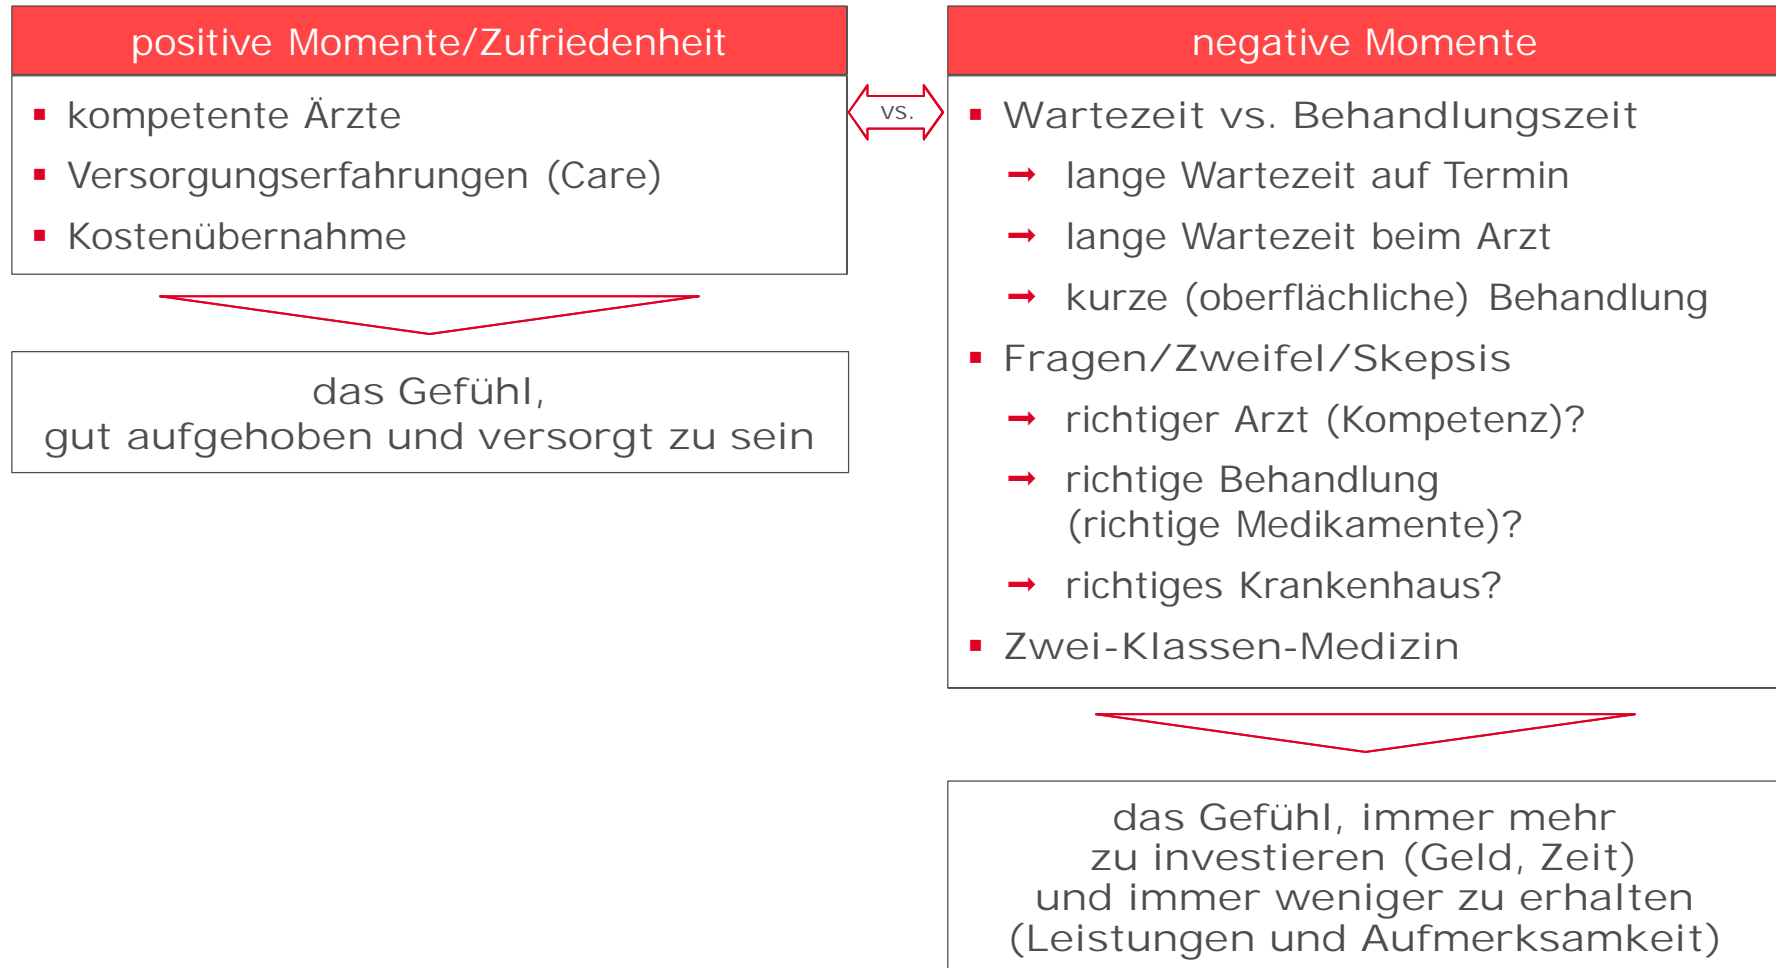 positive Momente/Zufriedenheit
▪ kompetente Ärzte
▪ Versorgungserfahrungen (Care)
▪ Kostenübernahme
das Gefühl,
gut aufgehoben und versorgt zu sein
vs.
negative Momente
▪ Wartezeit vs. Behandlungszeit
→ lange Wartezeit auf Termin
→ lange Wartezeit beim Arzt
→ kurze (oberflächliche) Behandlung
▪ Fragen/Zweifel/Skepsis
→ richtiger Arzt (Kompetenz)?
→ richtige Behandlung
(richtige Medikamente)?
→ richtiges Krankenhaus?
▪ Zwei-Klassen-Medizin
das Gefühl, immer mehr
zu investieren (Geld, Zeit)
und immer weniger zu erhalten
(Leistungen und Aufmerksamkeit)